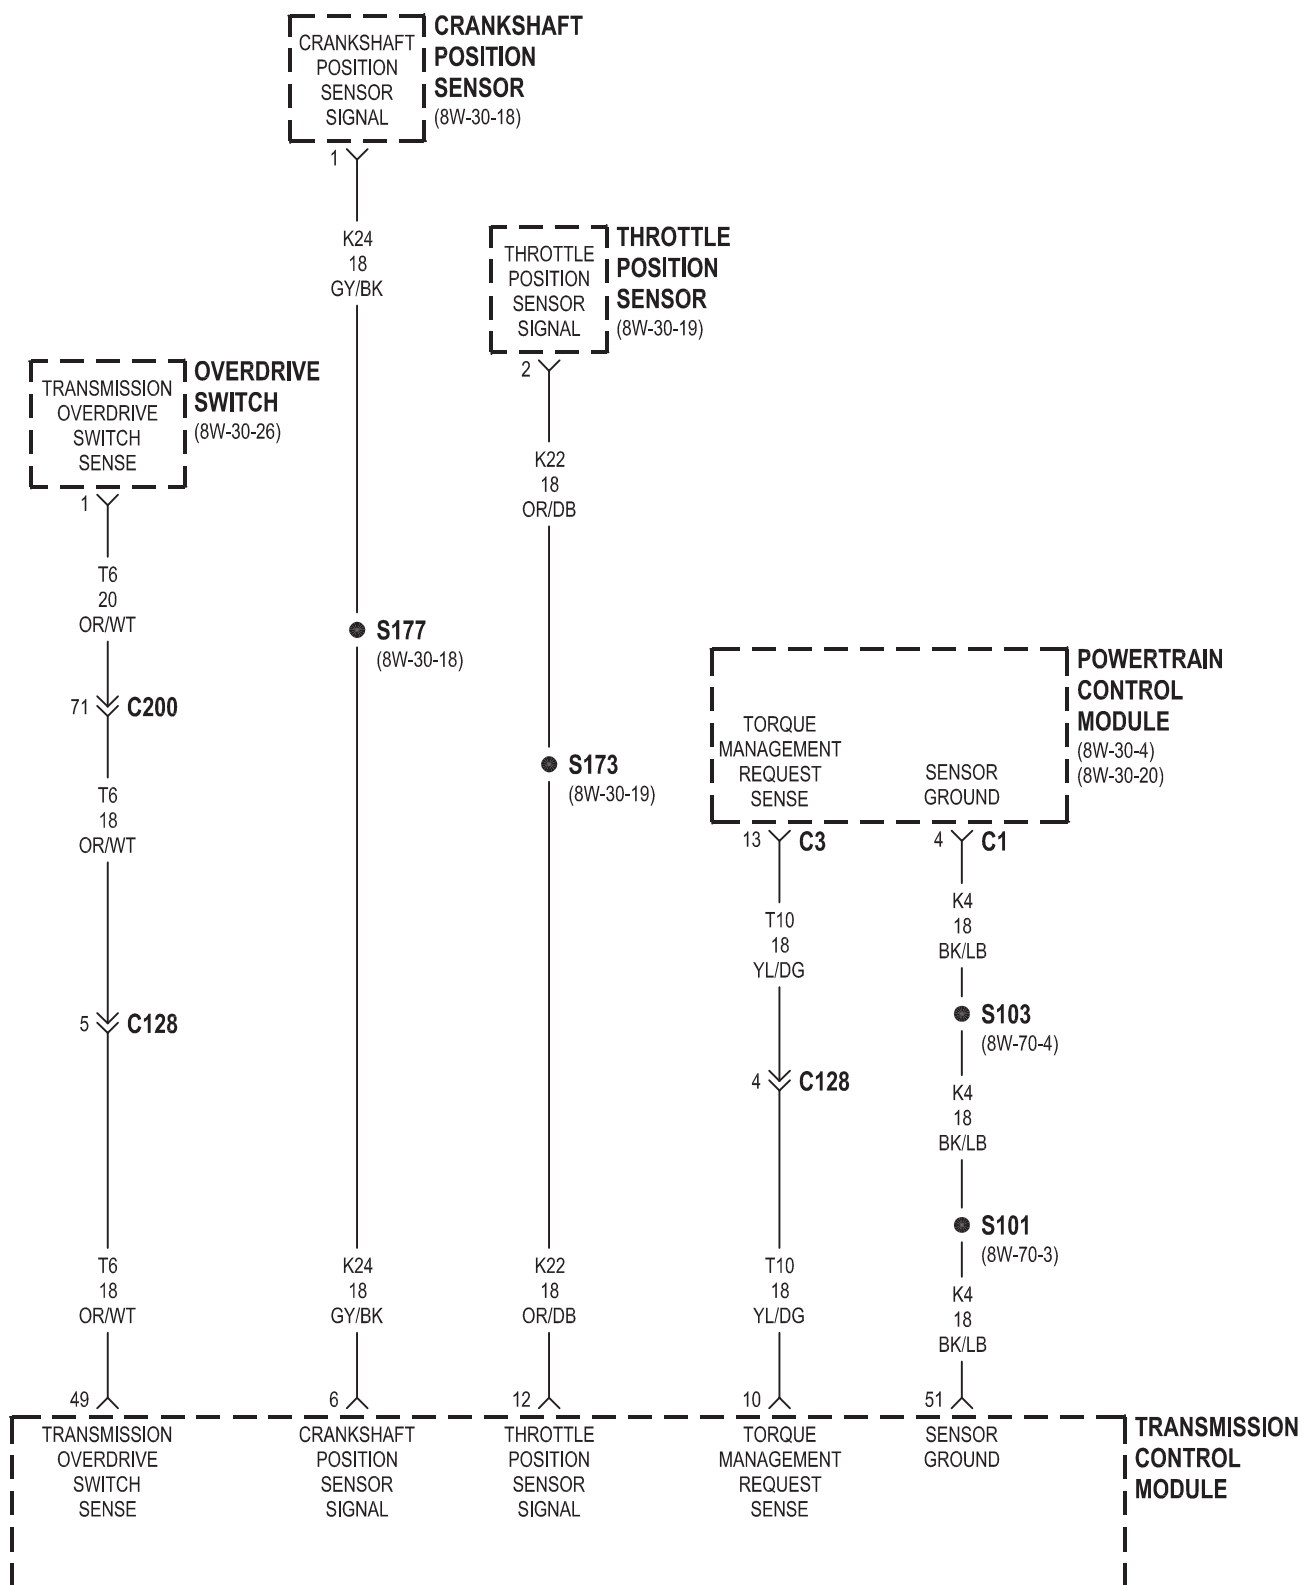 CRANKSHAFT
POSITION
SENSOR
SIGNAL
CRANKSHAFT
POSITION
SENSOR
(8W-30-18)
1
K24
18
GY/BK
THROTTLE
POSITION
SENSOR
SIGNAL
THROTTLE
POSITION
SENSOR
(8W-30-19)
2
K22
18
OR/DB
TRANSMISSION
OVERDRIVE
SWITCH
SENSE
OVERDRIVE
SWITCH
(8W-30-26)
1
T6
20
OR/WT
71
C200
T6
18
OR/WT
5
C128
S177
(8W-30-18)
S173
(8W-30-19)
POWERTRAIN
CONTROL
MODULE
(8W-30-4)
(8W-30-20)
TORQUE
MANAGEMENT
REQUEST
SENSE
SENSOR
GROUND
13
C3
4
C1
T10
18
YL/DG
4
C128
K4
18
BK/LB
S103
(8W-70-4)
K4
18
BK/LB
S101
(8W-70-3)
T6
18
OR/WT
K24
18
GY/BK
K22
18
OR/DB
T10
18
YL/DG
K4
18
BK/LB
49
6
12
10
51
TRANSMISSION
OVERDRIVE
SWITCH
SENSE
CRANKSHAFT
POSITION
SENSOR
SIGNAL
THROTTLE
POSITION
SENSOR
SIGNAL
TORQUE
MANAGEMENT
REQUEST
SENSE
SENSOR
GROUND
TRANSMISSION
CONTROL
MODULE